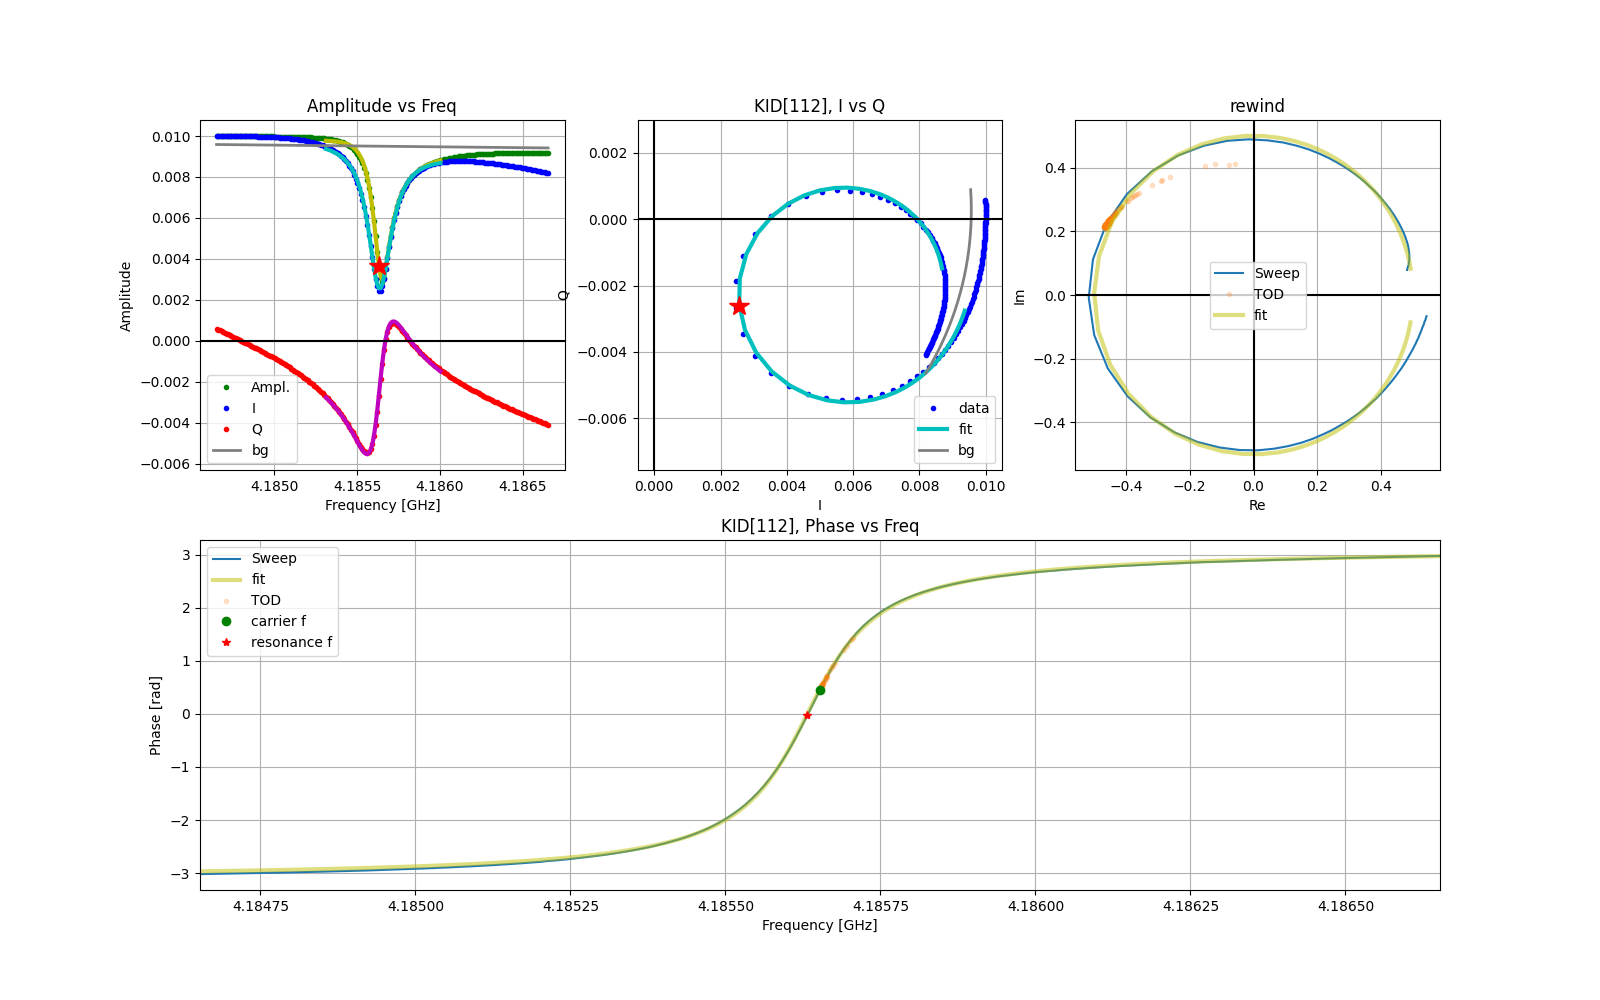 Amplitude vs Freq
Amplitude
0.010
0.008
0.006
0.004
0.002
0.000
−0.002
−0.004
−0.006
Ampl.
I
Q
bg
4.1850
4.1855
4.1860
4.1865
Frequency [GHz]
KID[112], I vs Q
Q
0.002
0.000
−0.002
−0.004
−0.006
data
fit
bg
0.000
0.002
0.004
0.006
0.008
0.010
I
rewind
Im
0.4
0.2
0.0
−0.2
−0.4
Sweep
TOD
fit
−0.4
−0.2
0.0
0.2
0.4
Re
KID[112], Phase vs Freq
Phase [rad]
3
2
1
0
−1
−2
−3
Sweep
fit
TOD
carrier f
resonance f
4.18475
4.18500
4.18525
4.18550
4.18575
4.18600
4.18625
4.18650
Frequency [GHz]